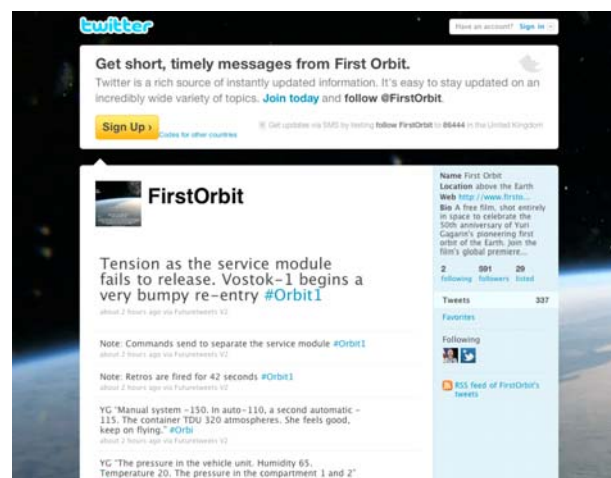 twitter
Have an account? Sign in
Get short, timely messages from First Orbit.
Twitter is a rich source of instantly updated information. It's easy to stay updated on an
incredibly wide variety of topics. Join today and follow @FirstOrbit.
Sign Up ›
Codes for other countries
Get updates via SMS by texting follow FirstOrbit to 86444 in the United Kingdom
FirstOrbit
Tension as the service module
fails to release. Vostok-1 begins a
very bumpy re-entry #Orbit1
about 2 hours ago via Futuretweets V2
Note: Commands send to separate the service module #Orbit1
about 2 hours ago via Futuretweets V2
Note: Retros are fired for 42 seconds #Orbit1
about 2 hours ago via Futuretweets V2
YG "Manual system -150. In auto-110, a second automatic -
115. The container TDU 320 atmospheres. She feels good,
keep on flying." #Orbi
about 2 hours ago via Futuretweets V2
YG "The pressure in the vehicle unit. Humidity 65.
Temperature 20. The pressure in the compartment 1 and 2"
Name First Orbit
Location above the Earth
Web http://www.firsto...
Bio A free film, shot entirely
in space to celebrate the
50th anniversary of Yuri
Gagarin's pioneering first
orbit of the Earth. Join the
film's global premiere...
2 591 29
following followers listed
Tweets 337
Favorites
Following
RSS feed of FirstOrbit's
tweets